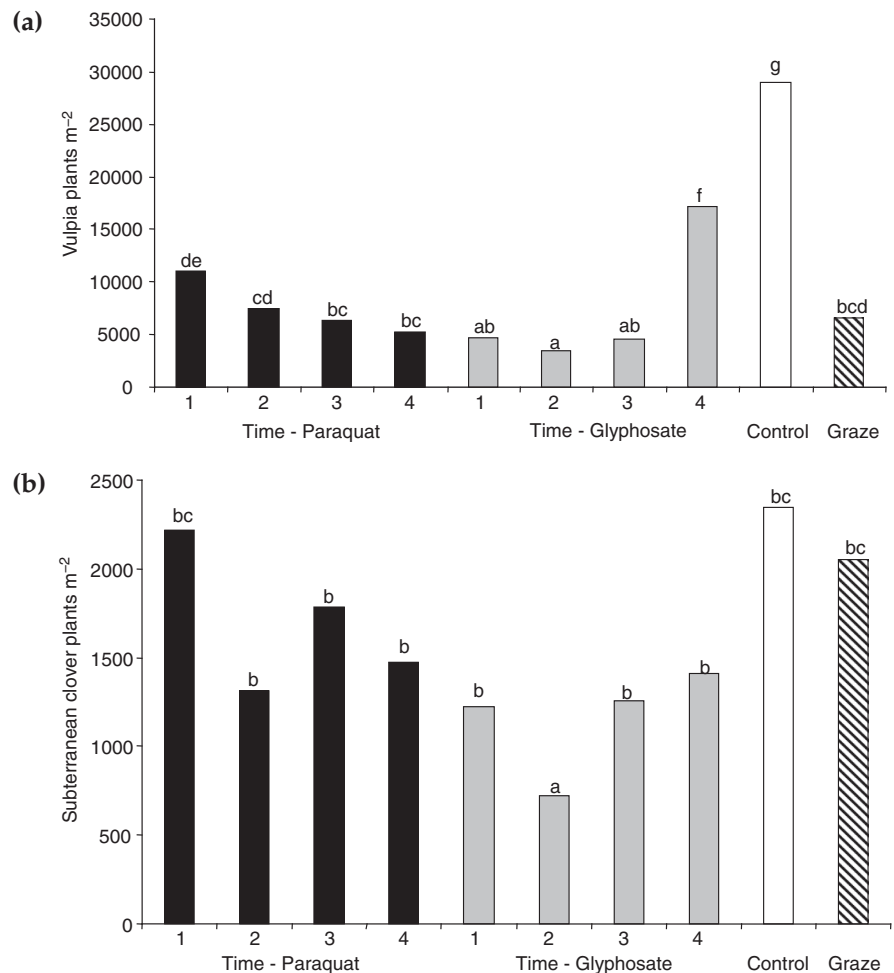 (a)
35000
30000
25000
20000
15000
10000
5000
0
Vulpia plants m⁻²
de
cd
bc
bc
ab
a
ab
f
g
bcd
1 2 3 4 1 2 3 4
Time - Paraquat Time - Glyphosate Control Graze
(b)
2500
2000
1500
1000
500
0
Subterranean clover plants m⁻²
bc
b
b
b
b
a
b
b
bc
bc
1 2 3 4 1 2 3 4
Time - Paraquat Time - Glyphosate Control Graze